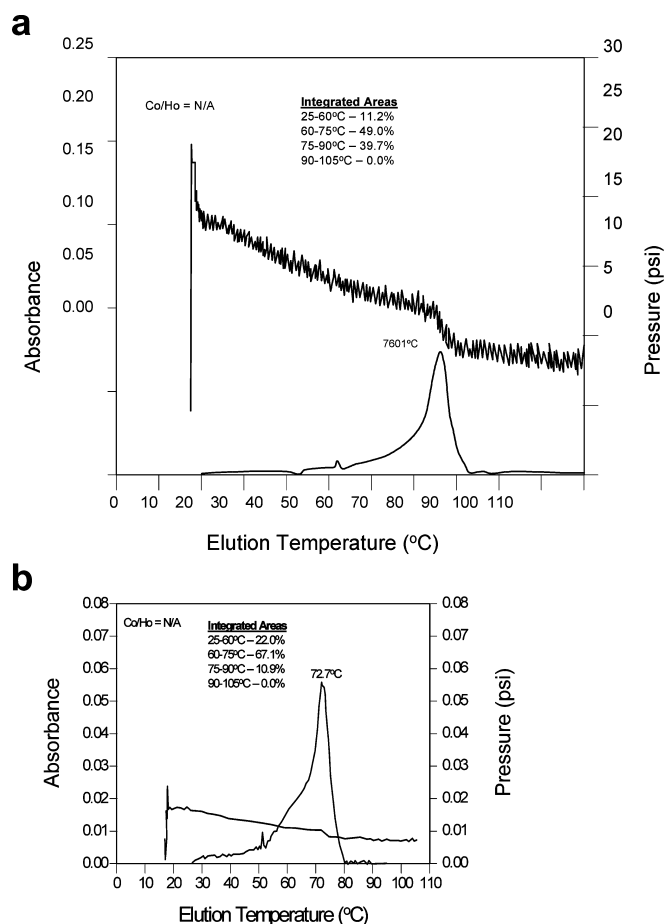 a
0.25
0.20
0.15
0.10
0.05
0.00
Absorbance
Co/Ho = N/A
Integrated Areas
25-60ºC – 11.2%
60-75ºC – 49.0%
75-90ºC – 39.7%
90-105ºC – 0.0%
7601ºC
30
25
20
15
10
5
0
Pressure (psi)
0 10 20 30 40 50 60 70 80 90 100 110
Elution Temperature (ºC)
b
0.08
0.07
0.06
0.05
0.04
0.03
0.02
0.01
0.00
Absorbance
Co/Ho = N/A
Integrated Areas
25-60ºC – 22.0%
60-75ºC – 67.1%
75-90ºC – 10.9%
90-105ºC – 0.0%
72.7ºC
0.08
0.07
0.06
0.05
0.04
0.03
0.02
0.01
0.00
Pressure (psi)
0 10 20 30 40 50 60 70 80 90 100 110
Elution Temperature (ºC)